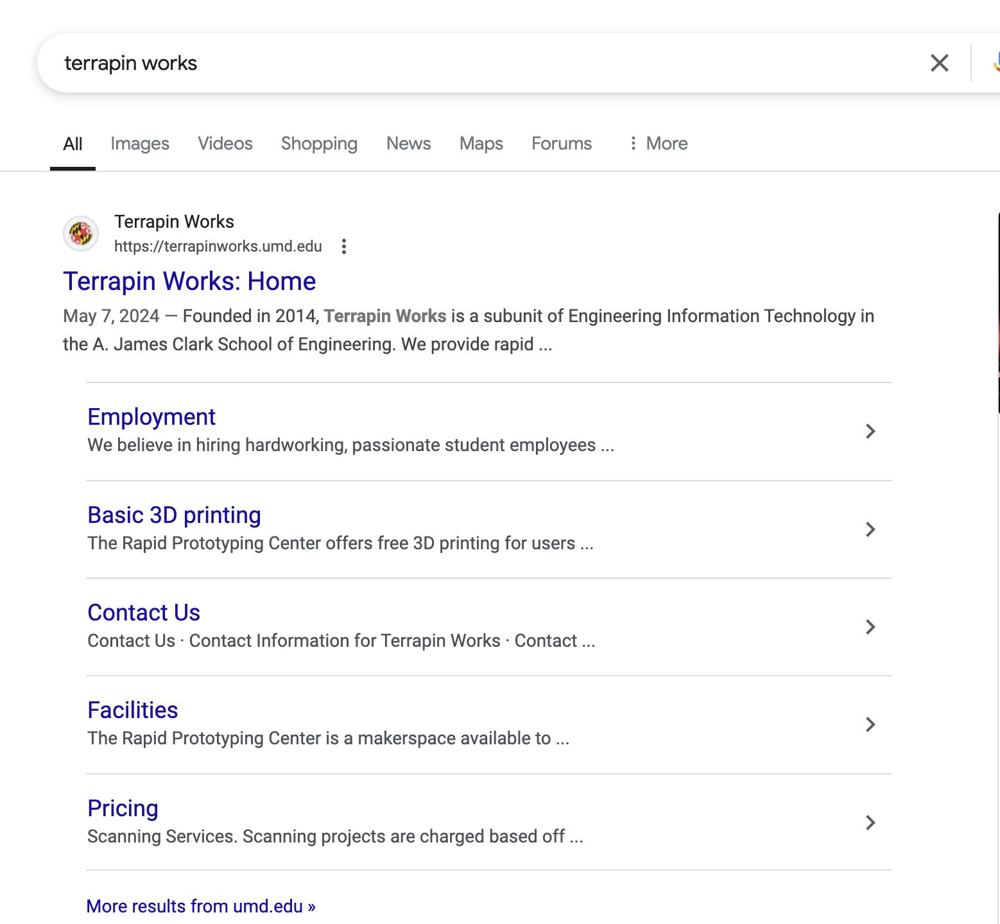 terrapin works
All Images Videos Shopping News Maps Forums More
Terrapin Works
https://terrapinworks.umd.edu
Terrapin Works: Home
May 7, 2024 — Founded in 2014, Terrapin Works is a subunit of Engineering Information Technology in
the A. James Clark School of Engineering. We provide rapid ...
Employment
We believe in hiring hardworking, passionate student employees ...
Basic 3D printing
The Rapid Prototyping Center offers free 3D printing for users ...
Contact Us
Contact Us · Contact Information for Terrapin Works · Contact ...
Facilities
The Rapid Prototyping Center is a makerspace available to ...
Pricing
Scanning Services. Scanning projects are charged based off ...
More results from umd.edu »